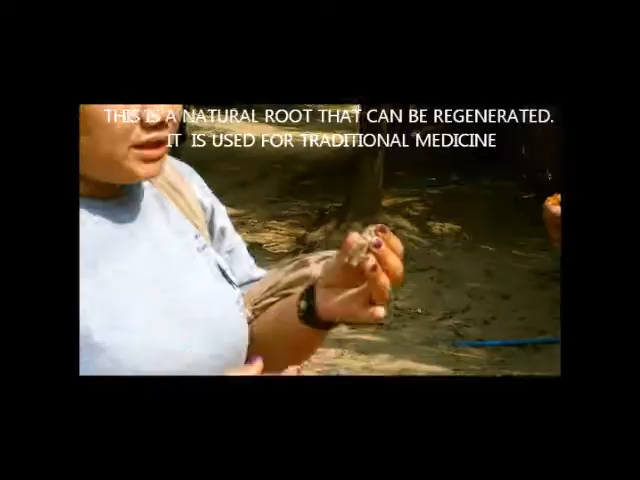 THIS IS A NATURAL ROOT THAT CAN BE REGENERATED.
IT IS USED FOR TRADITIONAL MEDICINE